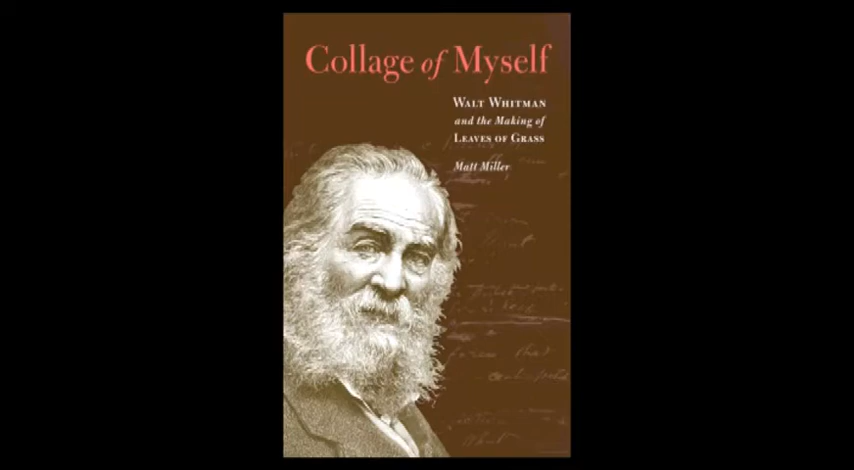 Collage of Myself
WALT WHITMAN
and the Making of
LEAVES OF GRASS
Matt Miller